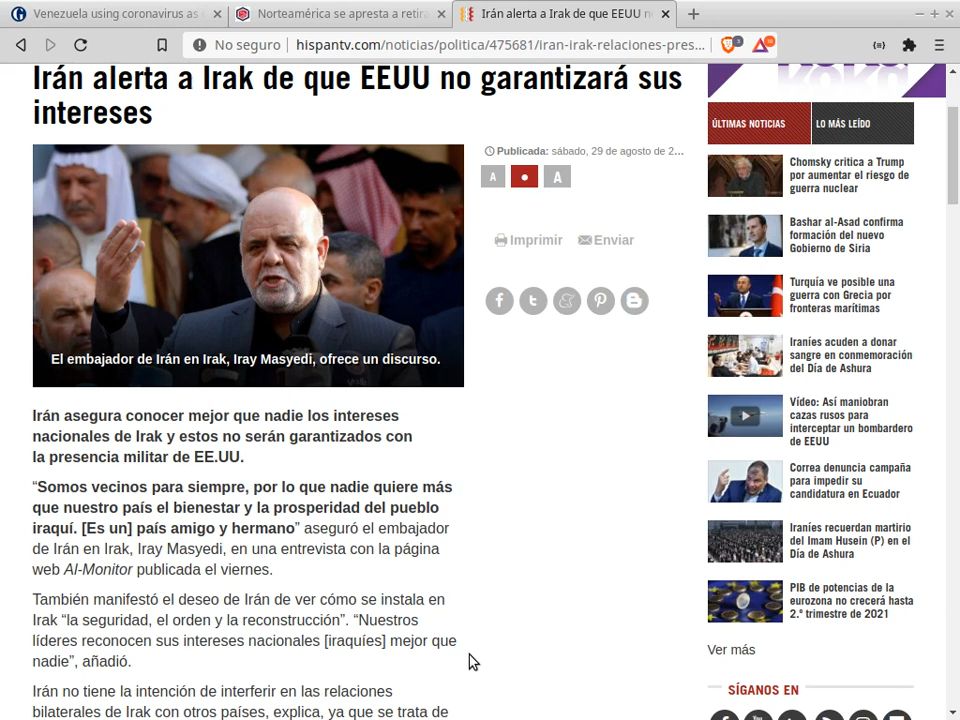 Venezuela using coronavirus as
Norteamérica se apresta a retira
Irán alerta a Irak de que EEUU n
No seguro
hispantv.com/noticias/politica/475681/iran-irak-relaciones-pres...
Irán alerta a Irak de que EEUU no garantizará sus
intereses
Publicada: sábado, 29 de agosto de 2...
A
A
Imprimir
Enviar
El embajador de Irán en Irak, Iray Masyedi, ofrece un discurso.
Irán asegura conocer mejor que nadie los intereses
nacionales de Irak y estos no serán garantizados con
la presencia militar de EE.UU.
“Somos vecinos para siempre, por lo que nadie quiere más
que nuestro país el bienestar y la prosperidad del pueblo
iraquí. [Es un] país amigo y hermano” aseguró el embajador
de Irán en Irak, Iray Masyedi, en una entrevista con la página
web Al-Monitor publicada el viernes.
También manifestó el deseo de Irán de ver cómo se instala en
Irak “la seguridad, el orden y la reconstrucción”. “Nuestros
líderes reconocen sus intereses nacionales [iraquíes] mejor que
nadie”, añadió.
Irán no tiene la intención de interferir en las relaciones
bilaterales de Irak con otros países, explica, ya que se trata de
ÚLTIMAS NOTICIAS
LO MÁS LEÍDO
Chomsky critica a Trump
por aumentar el riesgo de
guerra nuclear
Bashar al-Asad confirma
formación del nuevo
Gobierno de Siria
Turquía ve posible una
guerra con Grecia por
fronteras marítimas
Iraníes acuden a donar
sangre en conmemoración
del Día de Ashura
Vídeo: Así maniobran
cazas rusos para
interceptar un bombardero
de EEUU
Correa denuncia campaña
para impedir su
candidatura en Ecuador
Iraníes recuerdan martirio
del Imam Husein (P) en el
Día de Ashura
PIB de potencias de la
eurozona no crecerá hasta
2.º trimestre de 2021
Ver más
SÍGANOS EN